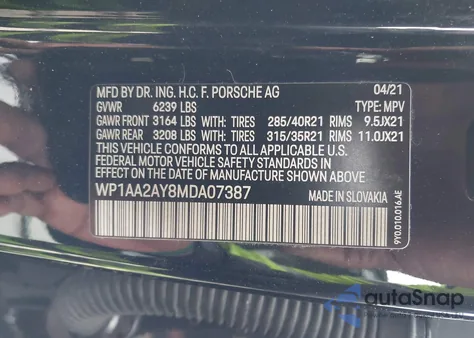 MFD BY DR. ING. H.C. F. PORSCHE AG 04/21
GVWR 6239 LBS TYPE: MPV
GAWR FRONT 3164 LBS WITH TIRES 285/40R21 RIMS 9.5JX21
GAWR REAR 3208 LBS WITH TIRES 315/35R21 RIMS 11.0JX21
THIS VEHICLE CONFORMS TO ALL APPLICABLE U.S.
FEDERAL MOTOR VEHICLE SAFETY STANDARDS IN
EFFECT ON THE DATE OF MANUFACTURE SHOWN ABOVE.
WP1AA2AY8MDA07387 MADE IN SLOVAKIA
9Y0.010.016.AE
autoSnap